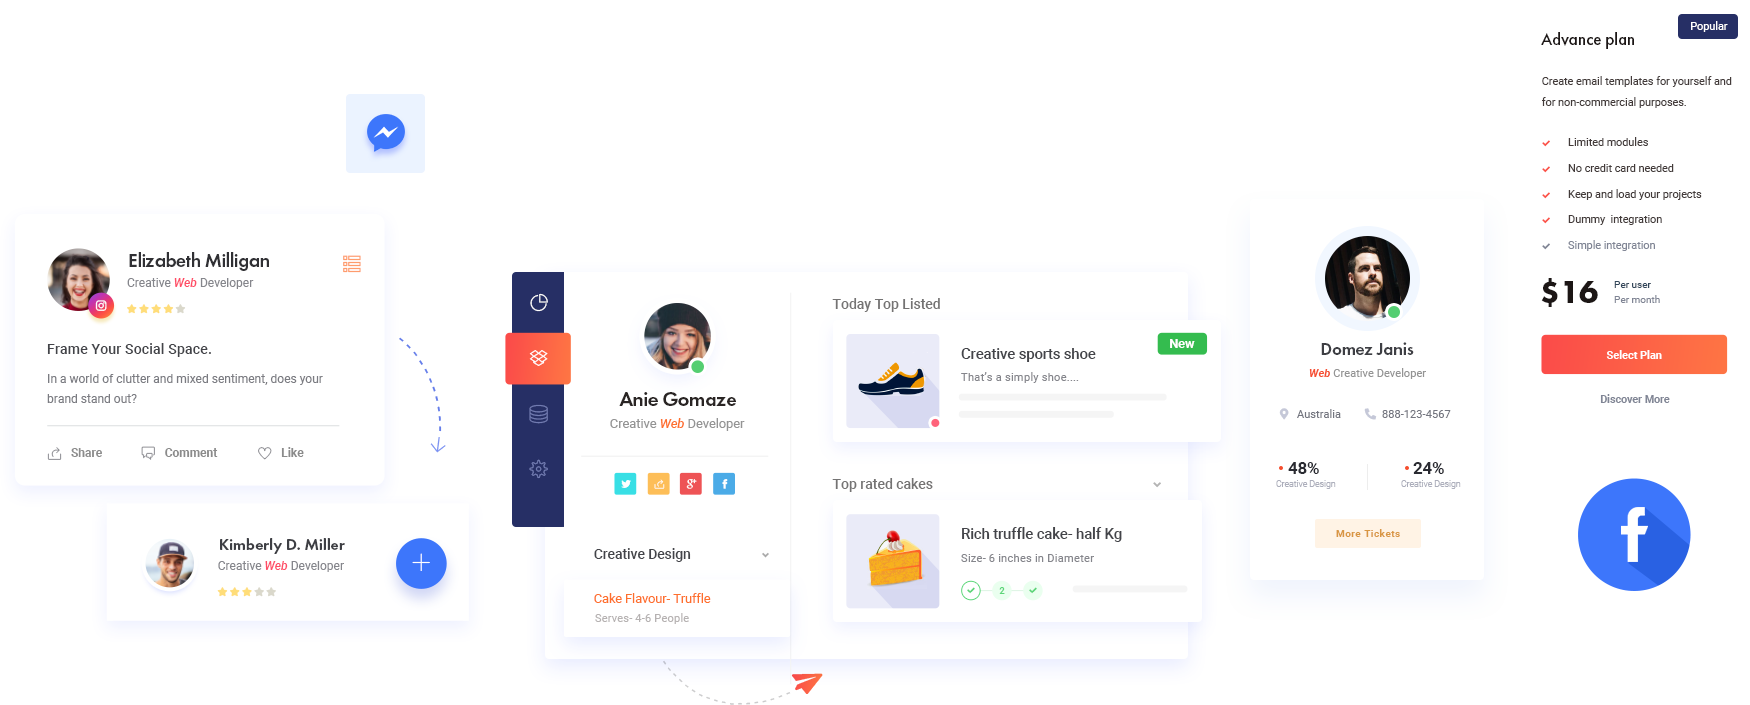 Elizabeth Milligan
Creative Web Developer
Frame Your Social Space.
In a world of clutter and mixed sentiment, does your
brand stand out?
Share
Comment
Like
Kimberly D. Miller
Creative Web Developer
Anie Gomaze
Creative Web Developer
g+
f
Creative Design
Cake Flavour- Truffle
Serves- 4-6 People
Today Top Listed
New
Creative sports shoe
That's a simply shoe....
Top rated cakes
Rich truffle cake- half Kg
Size- 6 inches in Diameter
2
Domez Janis
Web Creative Developer
Australia
888-123-4567
48%
Creative Design
24%
Creative Design
More Tickets
Popular
Advance plan
Create email templates for yourself and
for non-commercial purposes.
Limited modules
No credit card needed
Keep and load your projects
Dummy integration
Simple integration
$16
Per user
Per month
Select Plan
Discover More
f